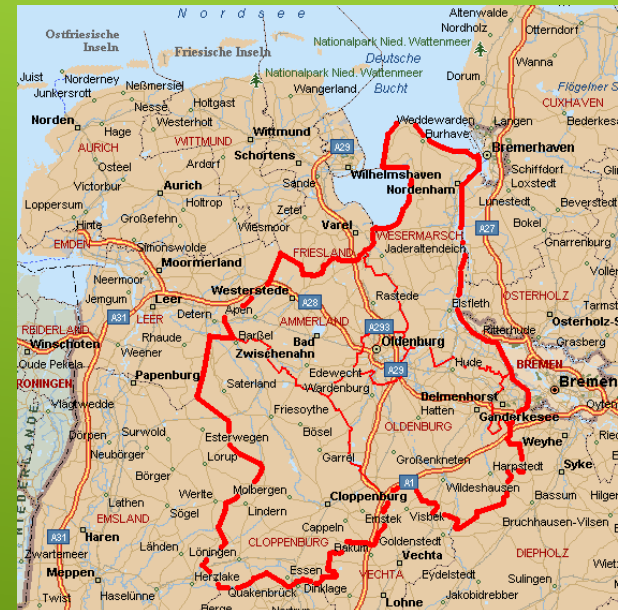 Nordsee
Altenwalde
Nordholz
Otterndorf
Ostfriesische
Inseln
Friesische Inseln
Nationalpark Nied. Wattenmeer
Deutsche
Bucht
Wanna
Nationalpark Nied. Wattenmeer
Dorum
Juist
Norderney
Junkersrott
Neßmersiel
Wangerland
Flögelner S
Nesse
Holtgast
Westerholt
CUXHAVEN
Norden
Hage
WITTMUND
Wittmund
A29
Weddewarden
Burhave
Langen
Bederkesa
AURICH
Osteel
Ardorf
Schortens
Bremerhaven
Victorbur
Aurich
Sande
Wilhelmshaven
Nordenham
Schiffdorf
Loxstedt
Loppersum
Holtrop
Zetel
Lunestedt
Beverstedt
Großefehn
Wiesmoor
Varel
WESERMARSCH
A27
Bokel
Hinte
EMDEN
Simonswolde
FRIESLAND
Jaderaltendeich
Gnarrenburg
Moormerland
Neermoor
Westerstede
Rastede
OSTERHOLZ
Jemgum
A31
Leer
LEER
Detern
Apen
A28
Elsfleth
Tarmst
REIDERLAND
Winschoten
Rhaude
Weener
Barßel
AMMERLAND
Bad
Zwischenahn
A293
Oldenburg
Ritterhude
Osterholz-S
Grasberg
Oude Pekela
RONINGEN
Papenburg
Saterland
Edewecht
Wardenburg
A29
Hude
BREMEN
Bremen
Vlagtwedde
Friesoythe
Delmenhorst
Hatten
Ganderkesee
Oyten
Dörpen
Surwold
Neubörger
Esterwegen
Bösel
OLDENBURG
Weyhe
Lorup
Garrel
Großenkneten
Harpstedt
Syke
Börger
Werlte
Molbergen
A1
Wildeshausen
Bassum
Hilger
Lathen
EMSLAND
Sögel
Lindern
Cloppenburg
Emstek
Visbek
Bruchhausen-Vilsen
A31
Haren
Cappeln
Goldenstedt
Zwartemeer
Lähden
Löningen
CLOPPENBURG
Bakum
Vechta
DIEPHOLZ
Meppen
Herzlake
Essen
VECHTA
Eydelstedt
Sulingen
Twist
Haselünne
Quakenbrück
Dinklage
Lohne
Jakobidrebber
Berge
NIEDERLANDE